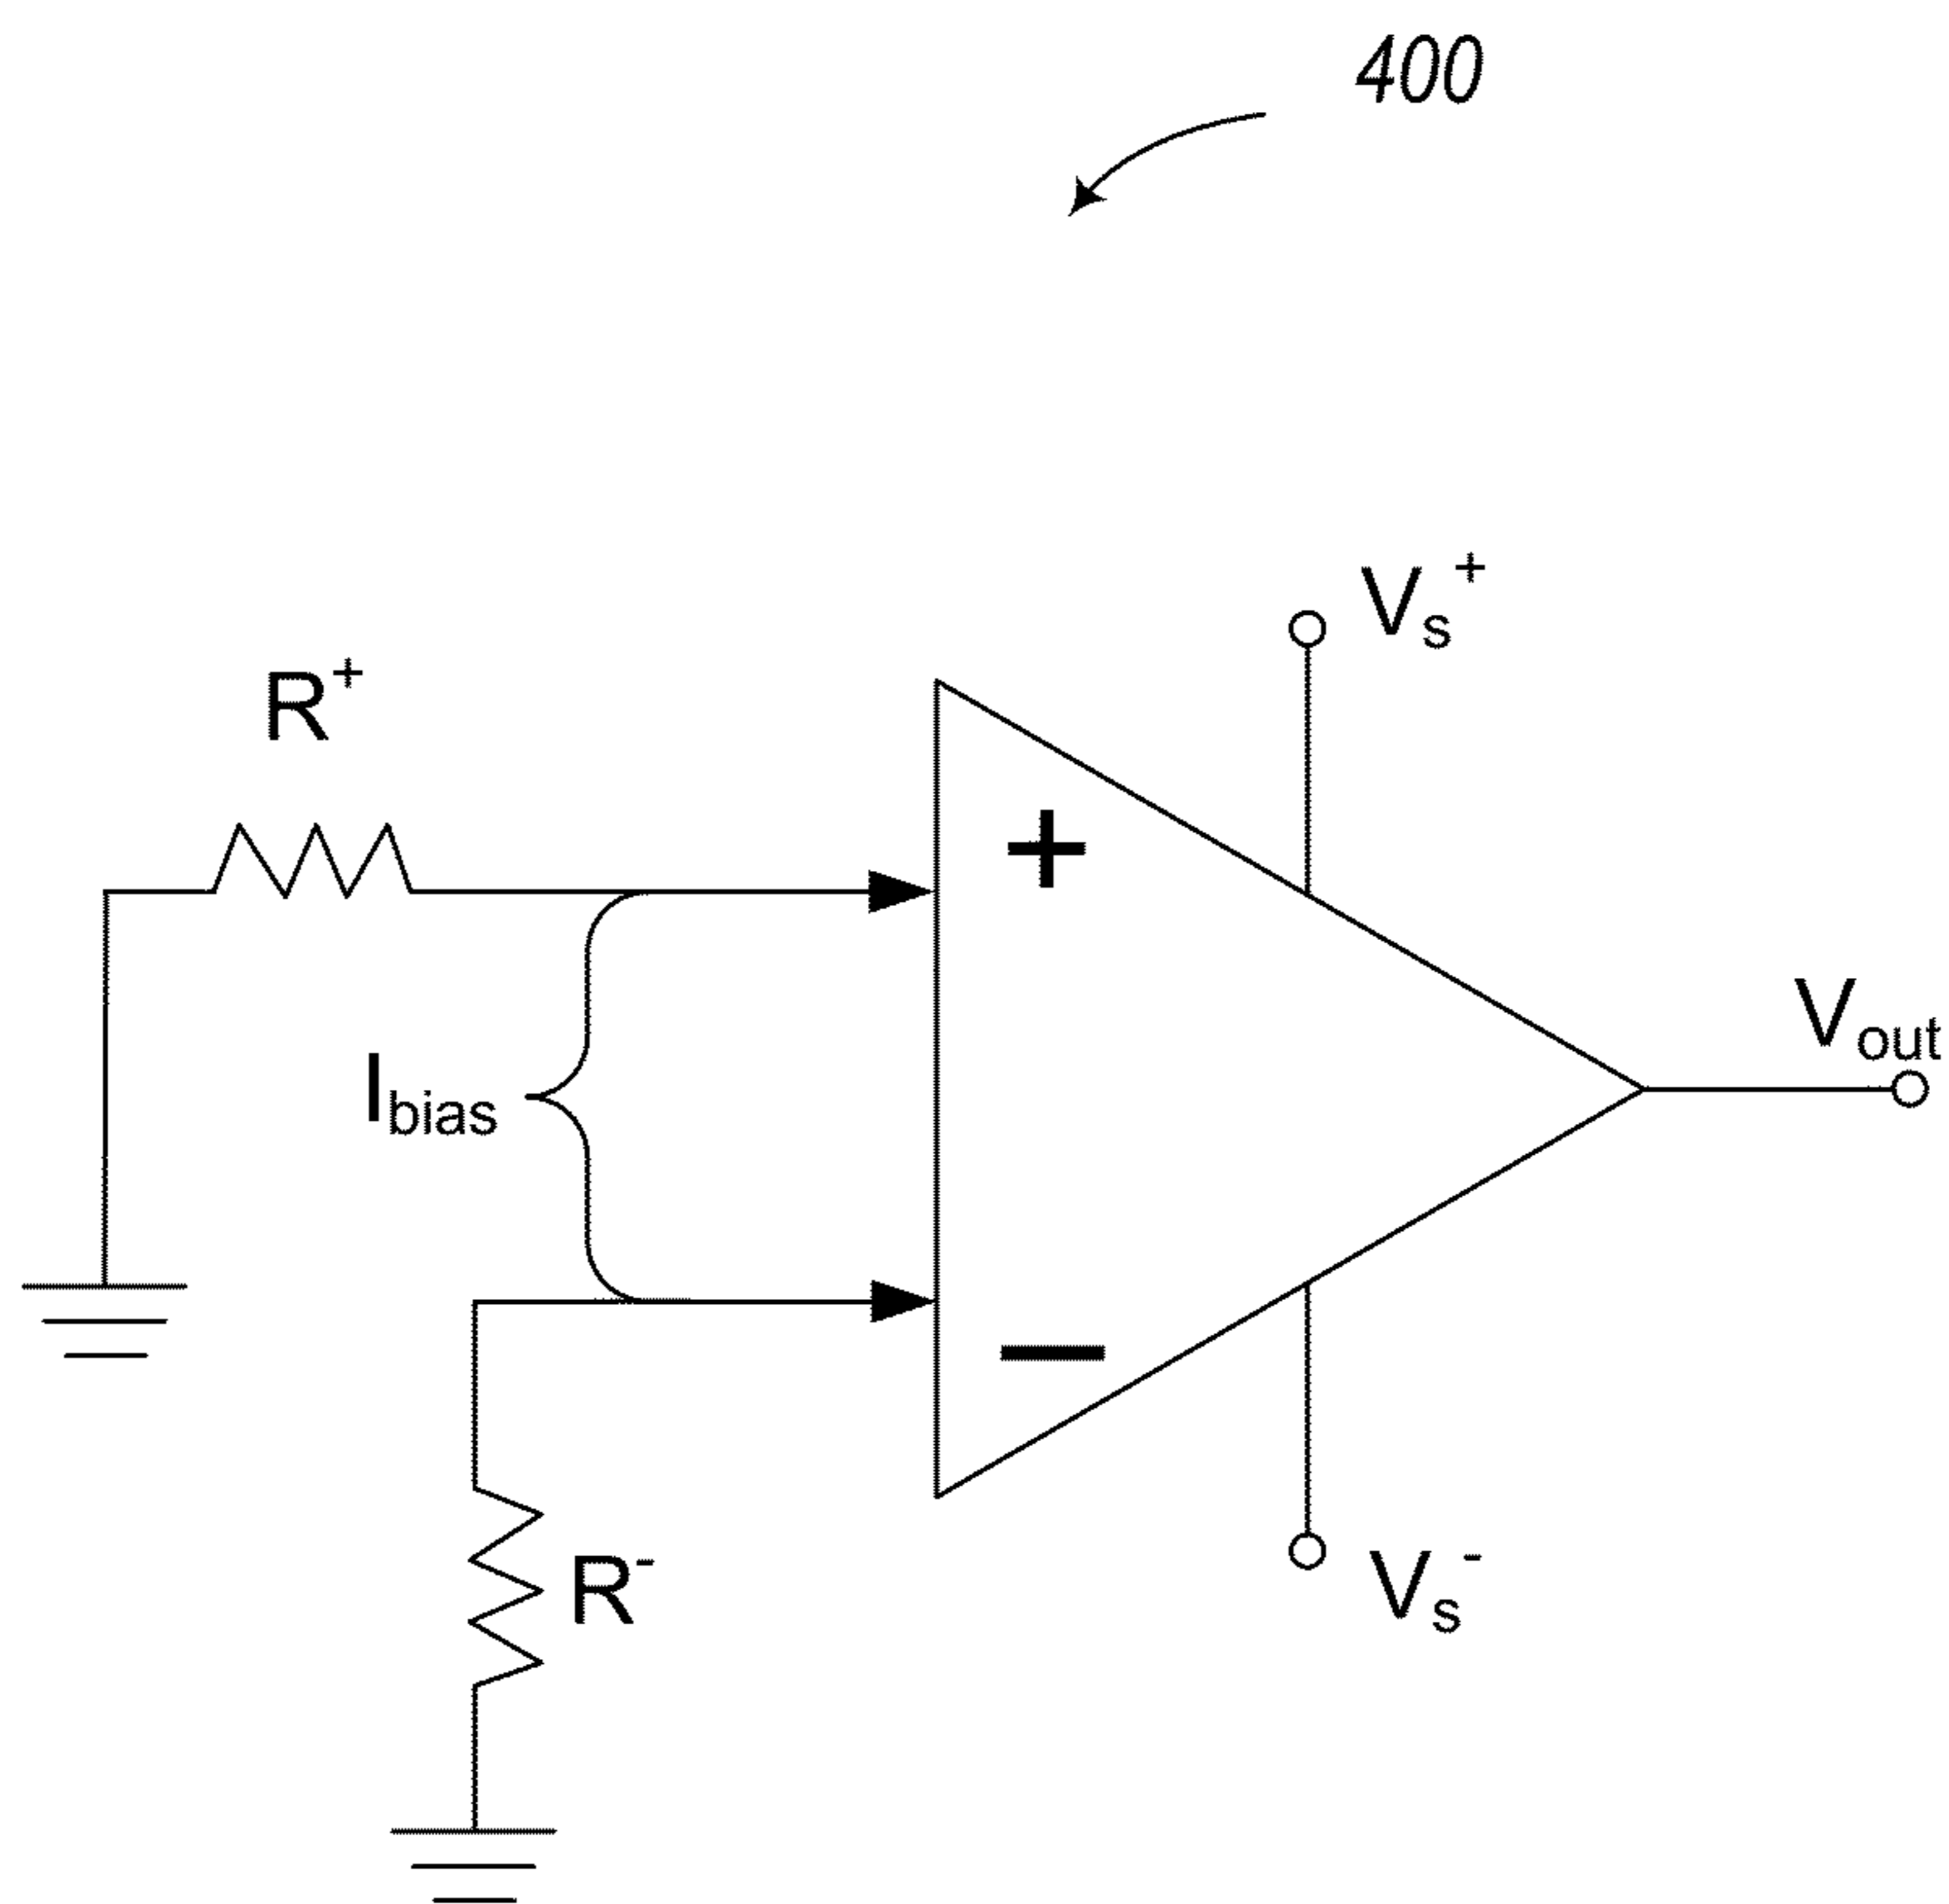 400
Vs+
R+
+
Vout
Ibias
−
R-
Vs-